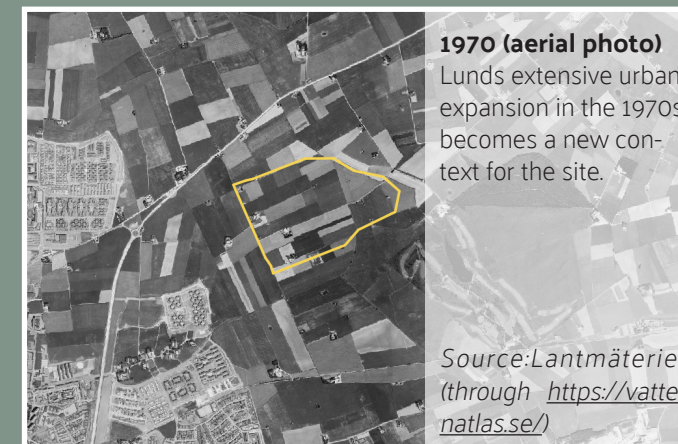 1970 (aerial photo)
Lunds extensive urban
expansion in the 1970s
becomes a new con-
text for the site.
Source:Lantmäterie
(through https://vatte
natlas.se/)